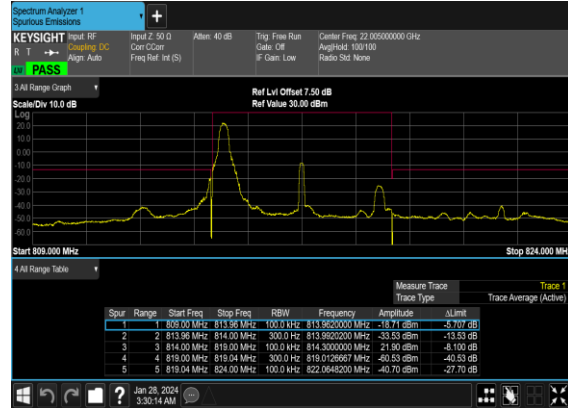 Spectrum Analyzer 1
Spurious Emissions
KEYSIGHT Input: RF Input Z: 50 Ω Atten: 40 dB Trig: Free Run Center Freq: 22.005000000 GHz
R T Coupling: DC Corr CCorr Gate: Off Avg|Hold: 100/100
Align: Auto Freq Ref: Int (S) IF Gain: Low Radio Std: None
PASS
3 All Range Graph Ref Lvl Offset 7.50 dB
Scale/Div 10.0 dB Ref Value 30.00 dBm
Log
20.0
10.0
0.00
-10.0
-20.0
-30.0
-40.0
-50.0
-60.0
Start 809.000 MHz Stop 824.000 MHz
4 All Range Table
Measure Trace Trace 1
Trace Type Trace Average (Active)
Spur Range Start Freq Stop Freq RBW Frequency Amplitude ΔLimit
1 1 809.00 MHz 813.96 MHz 100.0 kHz 813.9620000 MHz -18.71 dBm -5.707 dB
2 2 813.96 MHz 814.00 MHz 300.0 Hz 813.9920200 MHz -33.53 dBm -13.53 dB
3 3 814.00 MHz 819.00 MHz 100.0 kHz 814.3000000 MHz 21.90 dBm -8.100 dB
4 4 819.00 MHz 819.04 MHz 300.0 Hz 819.0126667 MHz -60.53 dBm -40.53 dB
5 5 819.04 MHz 824.00 MHz 100.0 kHz 822.0648200 MHz -40.70 dBm -27.70 dB
Jan 28, 2024
3:30:14 AM